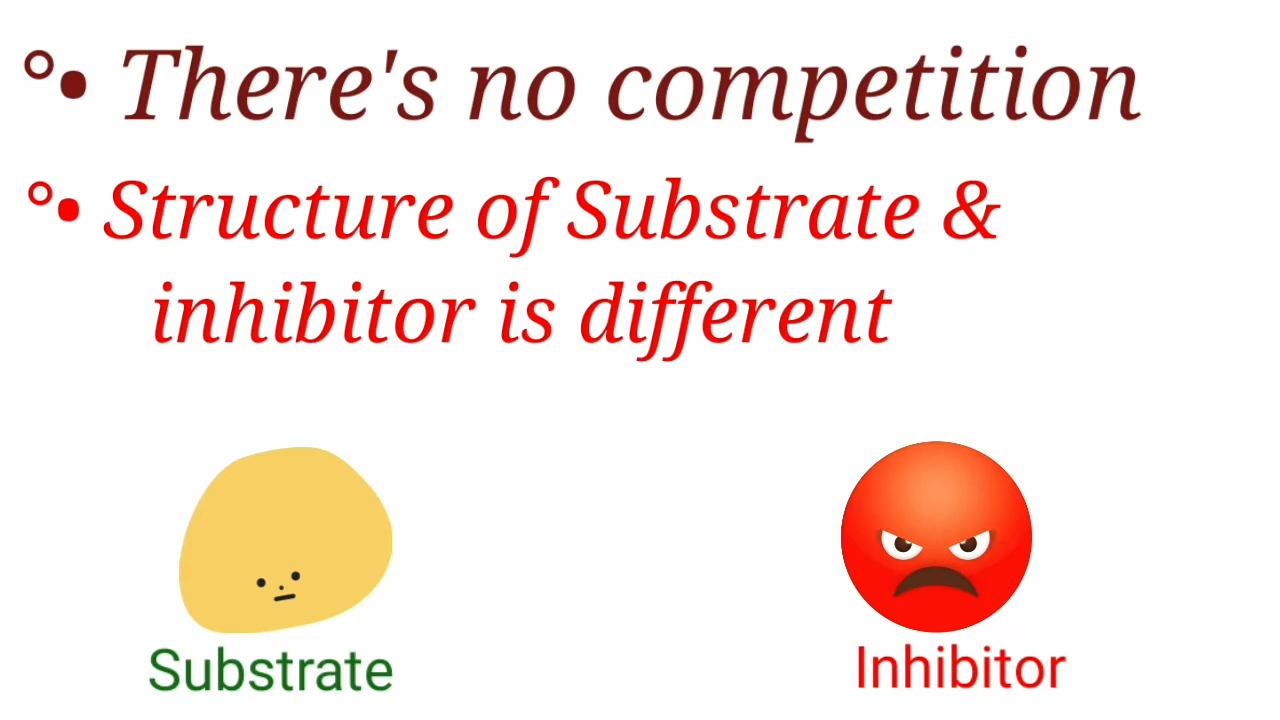 °• There's no competition
°• Structure of Substrate &
inhibitor is different
Substrate
Inhibitor